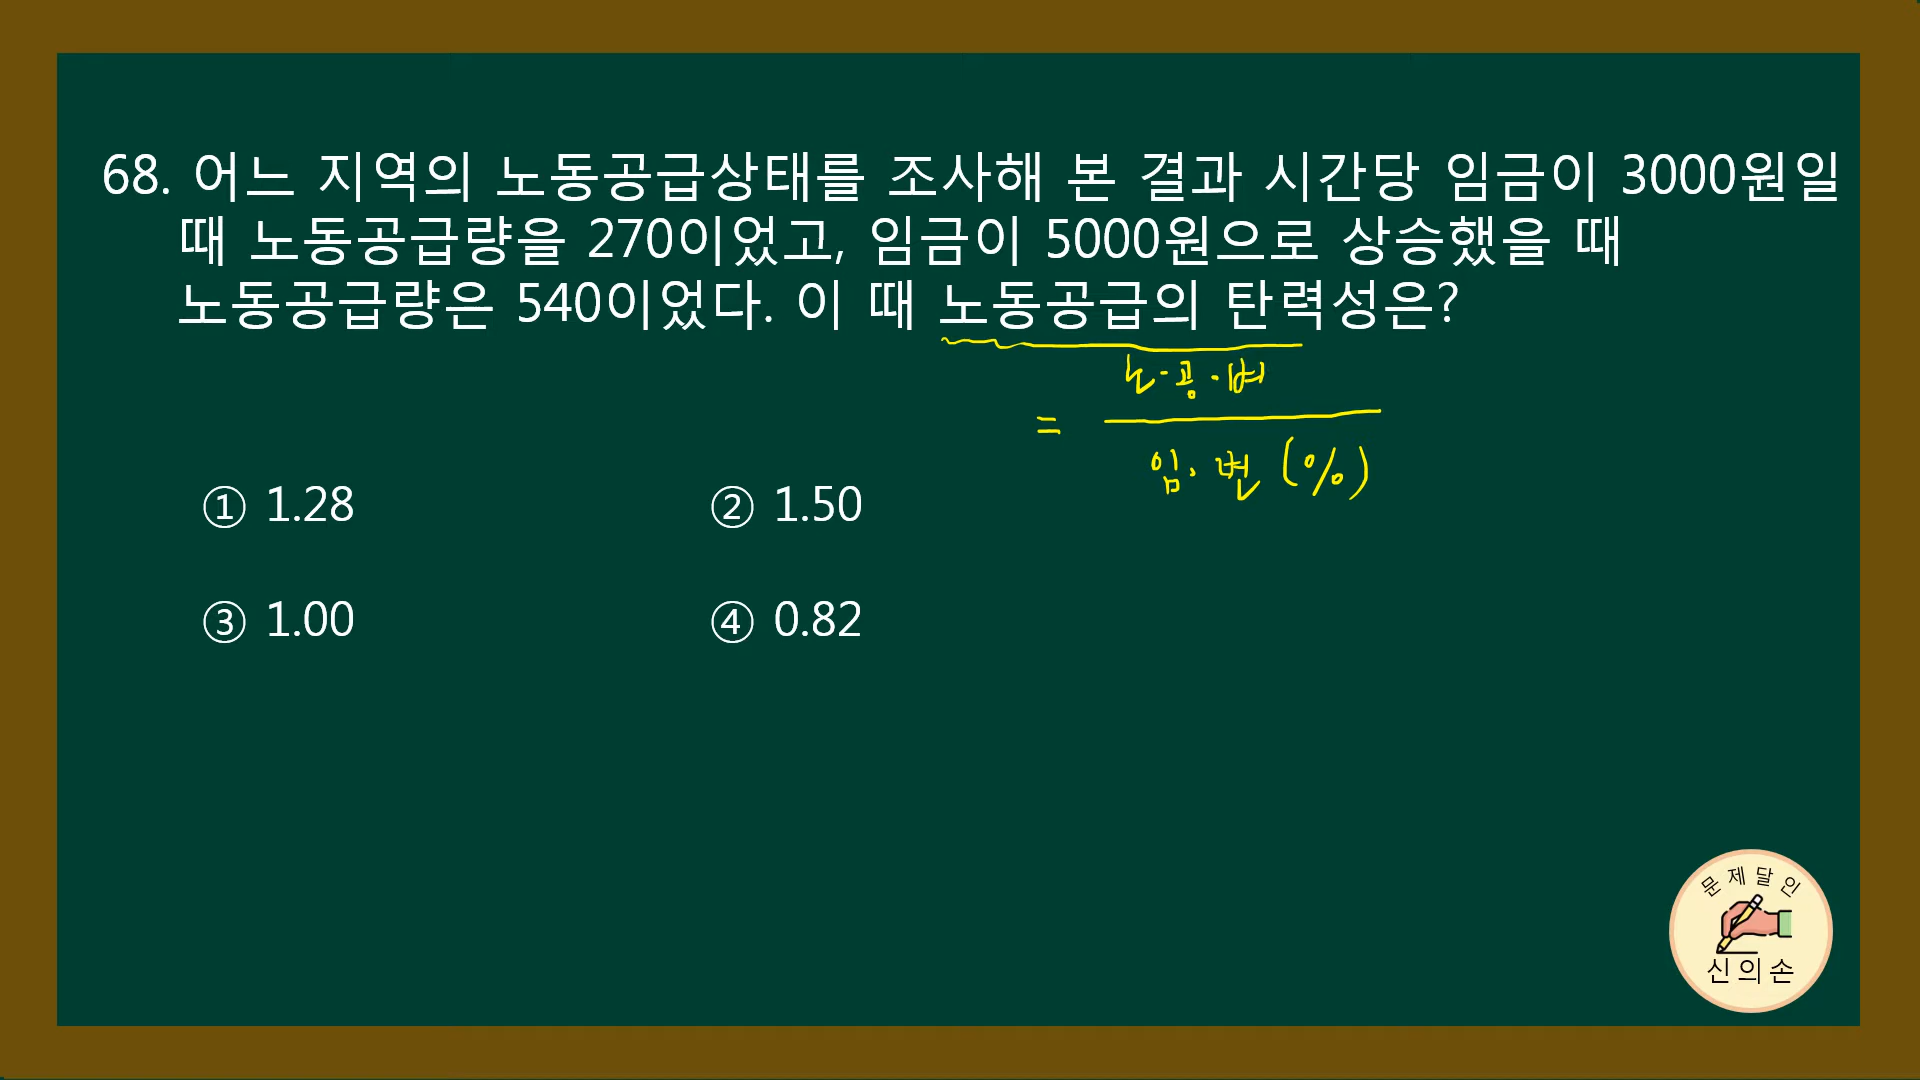 68. 어느 지역의 노동공급상태를 조사해 본 결과 시간당 임금이 3000원일
때 노동공급량을 270이었고, 임금이 5000원으로 상승했을 때
노동공급량은 540이었다. 이 때 노동공급의 탄력성은?
노·공·벼
=
임·변 (%)
① 1.28 ② 1.50
③ 1.00 ④ 0.82
문제달인
신의손